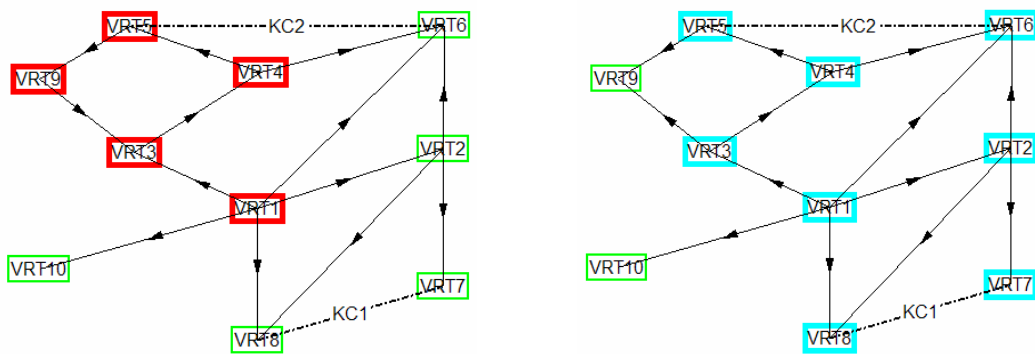 VRT5
KC2
VRT6
VRT9
VRT4
VRT3
VRT2
VRT1
VRT10
VRT7
KC1
VRT8
VRT5
KC2
VRT6
VRT9
VRT4
VRT3
VRT2
VRT1
VRT10
VRT7
KC1
VRT8